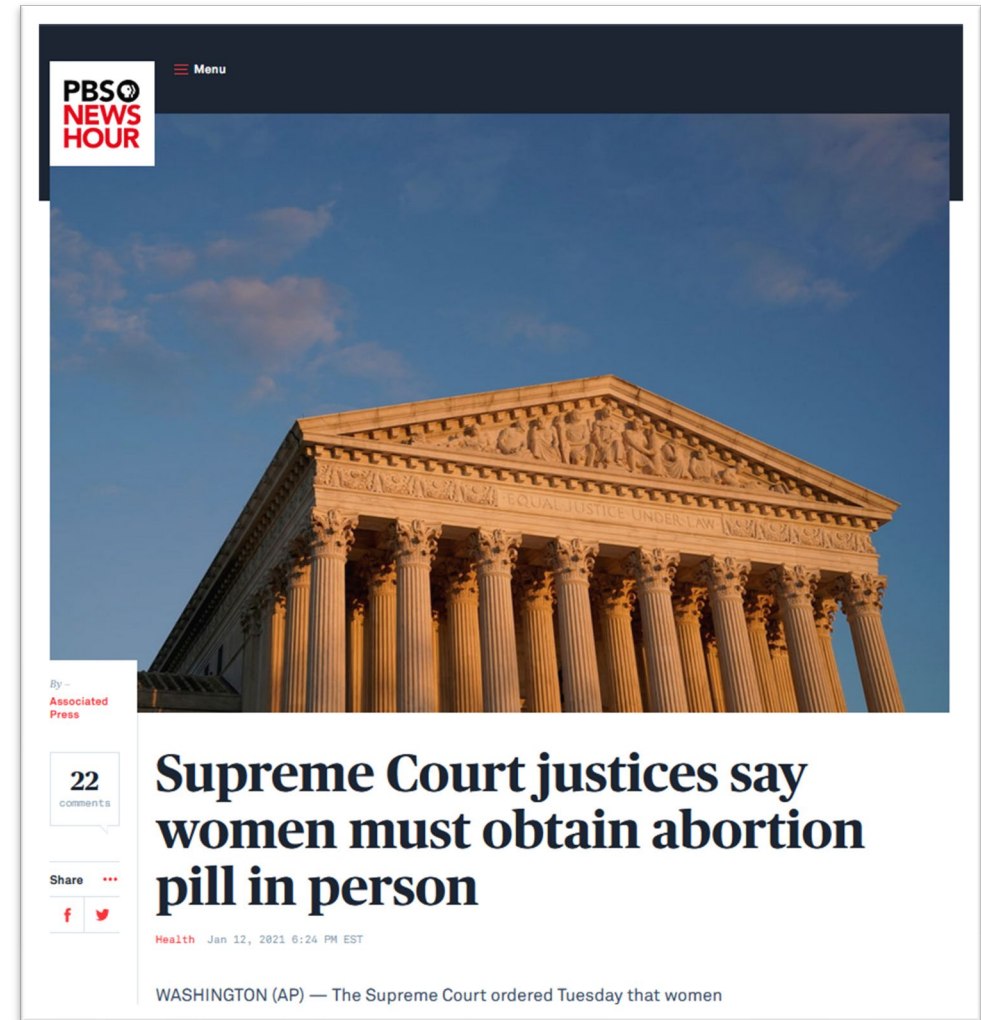 Menu
PBS
NEWS
HOUR
EQUAL JUSTICE UNDER LAW
By –
Associated
Press
22
comments
Share
Supreme Court justices say
women must obtain abortion
pill in person
Health Jan 12, 2021 6:24 PM EST
WASHINGTON (AP) — The Supreme Court ordered Tuesday that women